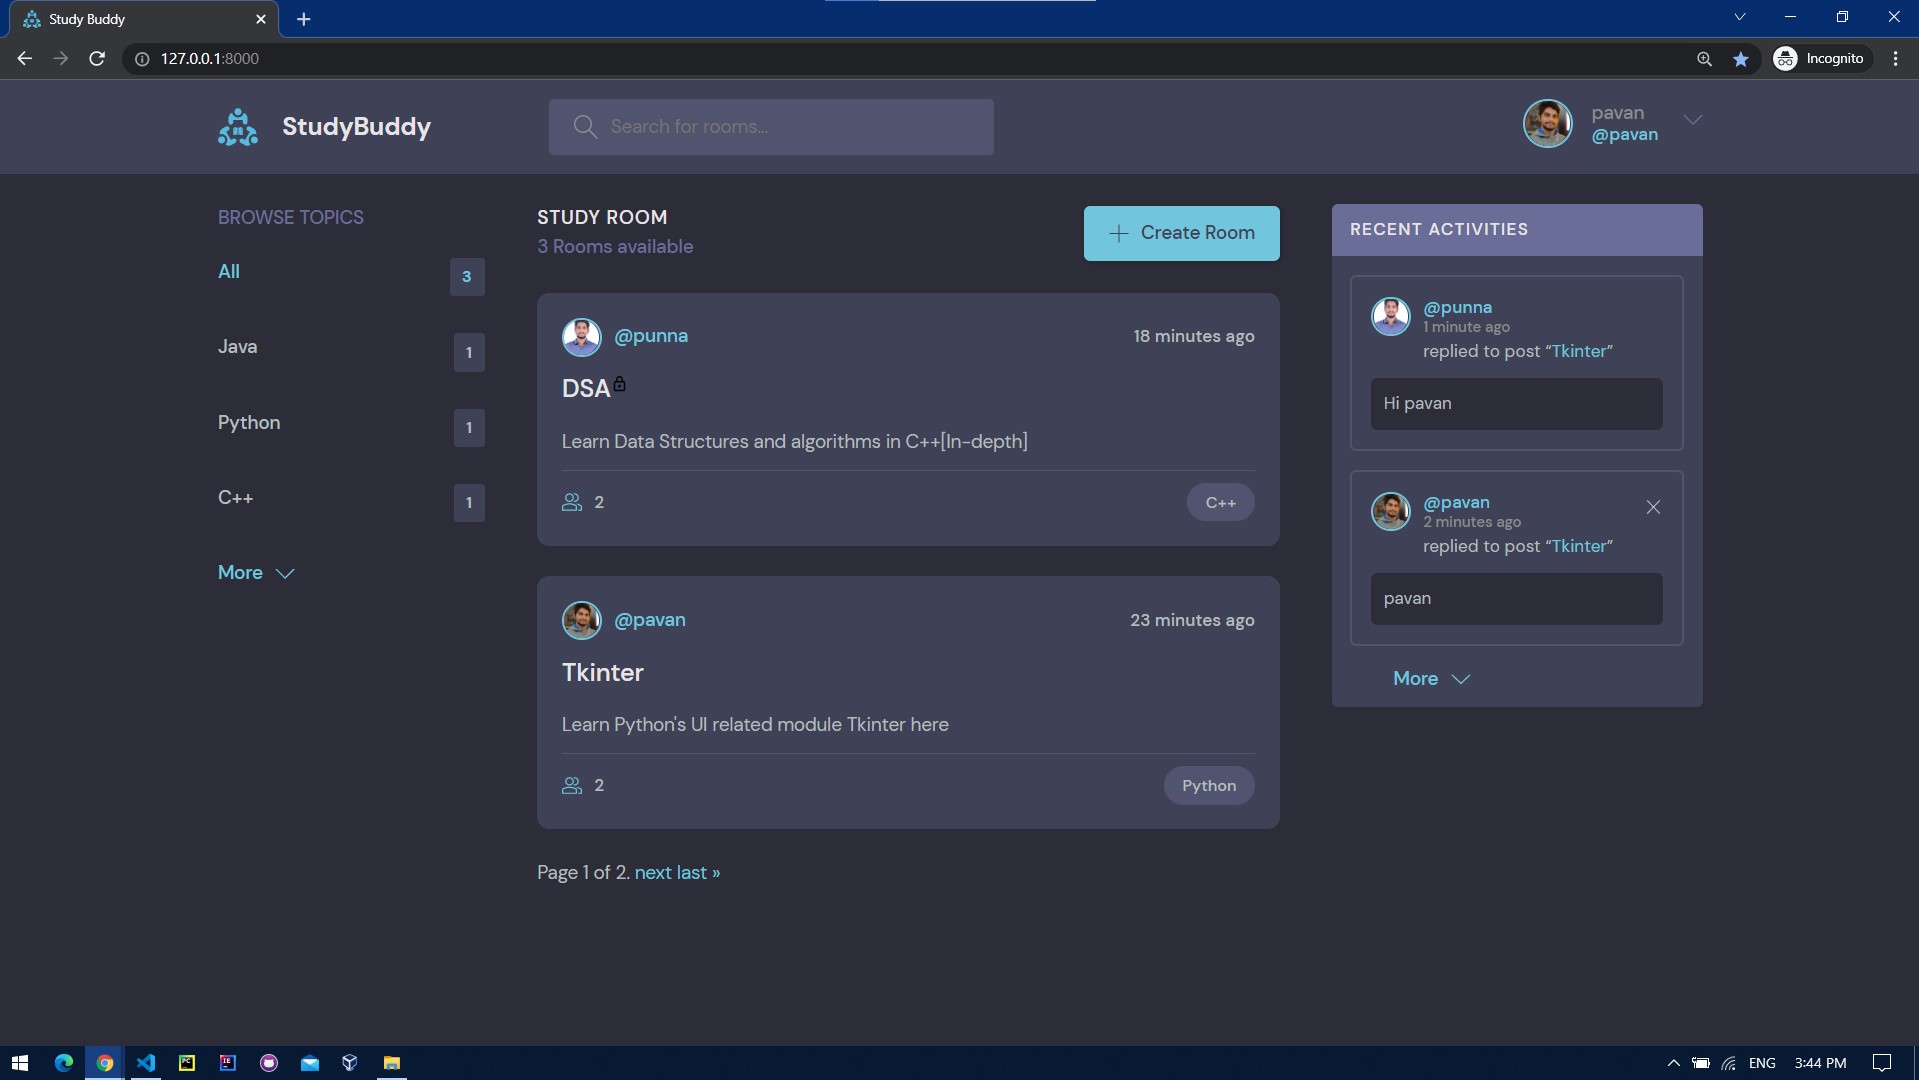 Study Buddy
127.0.0.1:8000
Incognito
StudyBuddy
Search for rooms...
pavan
@pavan
BROWSE TOPICS
All 3
Java 1
Python 1
C++ 1
More
STUDY ROOM
3 Rooms available
Create Room
@punna 18 minutes ago
DSA
Learn Data Structures and algorithms in C++[In-depth]
2 C++
@pavan 23 minutes ago
Tkinter
Learn Python's UI related module Tkinter here
2 Python
Page 1 of 2. next last »
RECENT ACTIVITIES
@punna
1 minute ago
replied to post “Tkinter”
Hi pavan
@pavan
2 minutes ago
replied to post “Tkinter”
pavan
More
PC
IE
ENG 3:44 PM